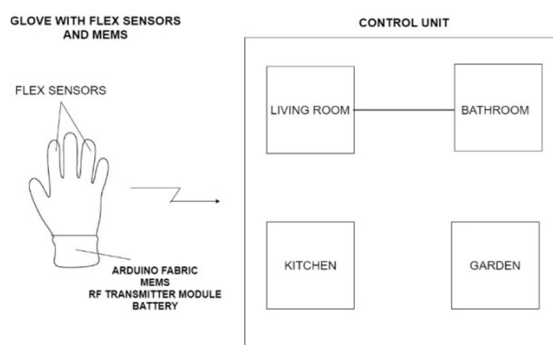 GLOVE WITH FLEX SENSORS
AND MEMS
FLEX SENSORS
ARDUINO FABRIC
MEMS
RF TRANSMITTER MODULE
BATTERY
CONTROL UNIT
LIVING ROOM
BATHROOM
KITCHEN
GARDEN